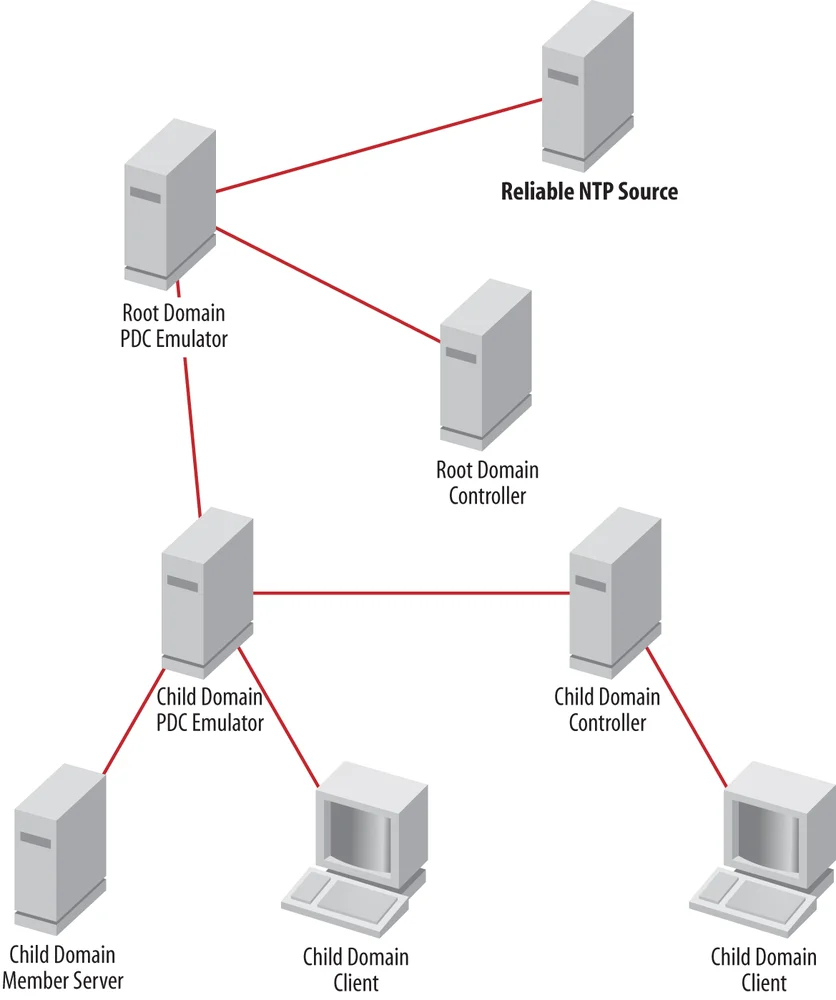 Reliable NTP Source
Root Domain
PDC Emulator
Root Domain
Controller
Child Domain
PDC Emulator
Child Domain
Controller
Child Domain
Member Server
Child Domain
Client
Child Domain
Client